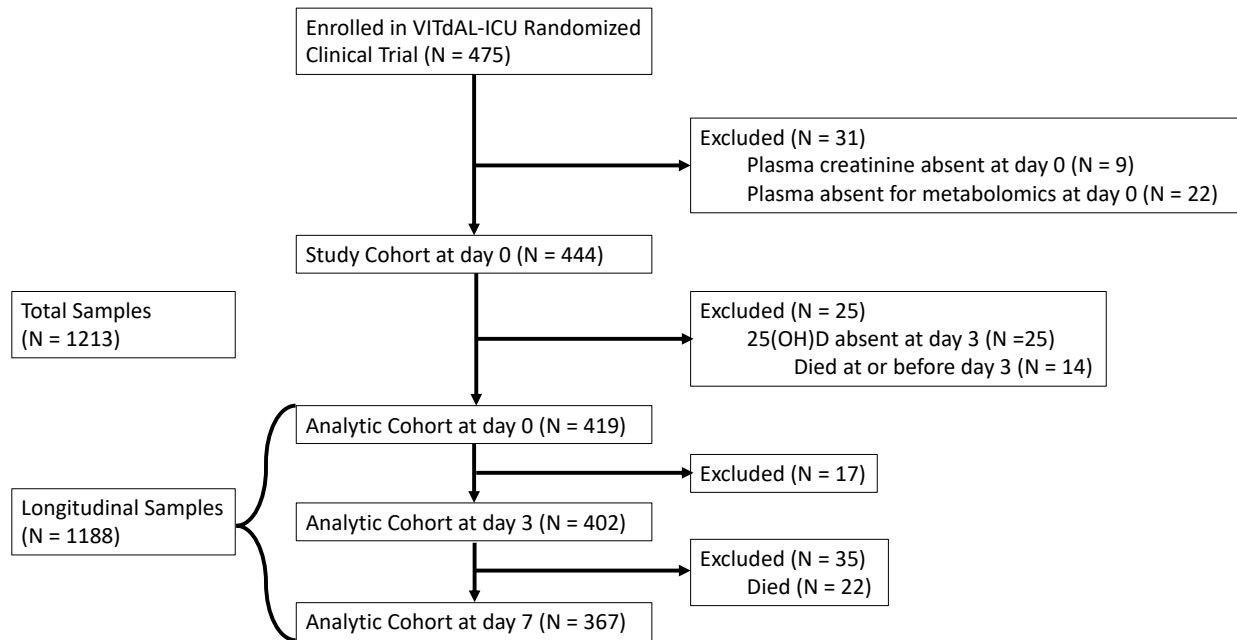 Enrolled in VITdAL-ICU Randomized
Clinical Trial (N = 475)
Excluded (N = 31)
Plasma creatinine absent at day 0 (N = 9)
Plasma absent for metabolomics at day 0 (N = 22)
Study Cohort at day 0 (N = 444)
Total Samples
(N = 1213)
Excluded (N = 25)
25(OH)D absent at day 3 (N =25)
Died at or before day 3 (N = 14)
Analytic Cohort at day 0 (N = 419)
Excluded (N = 17)
Longitudinal Samples
(N = 1188)
Analytic Cohort at day 3 (N = 402)
Excluded (N = 35)
Died (N = 22)
Analytic Cohort at day 7 (N = 367)